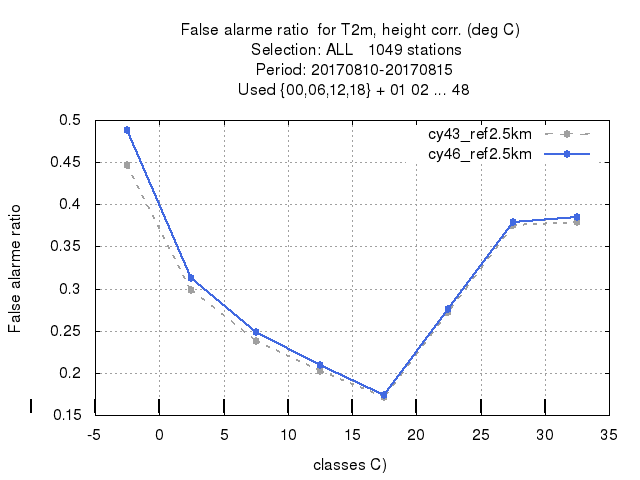 False alarme ratio  for T2m, height corr. (deg C)
Selection: ALL   1049 stations
Period: 20170810-20170815
Used {00,06,12,18} + 01 02 ... 48
cy43_ref2.5km
cy46_ref2.5km
False alarme ratio
0.5
0.45
0.4
0.35
0.3
0.25
0.2
0.15
-5 0 5 10 15 20 25 30 35
classes C)